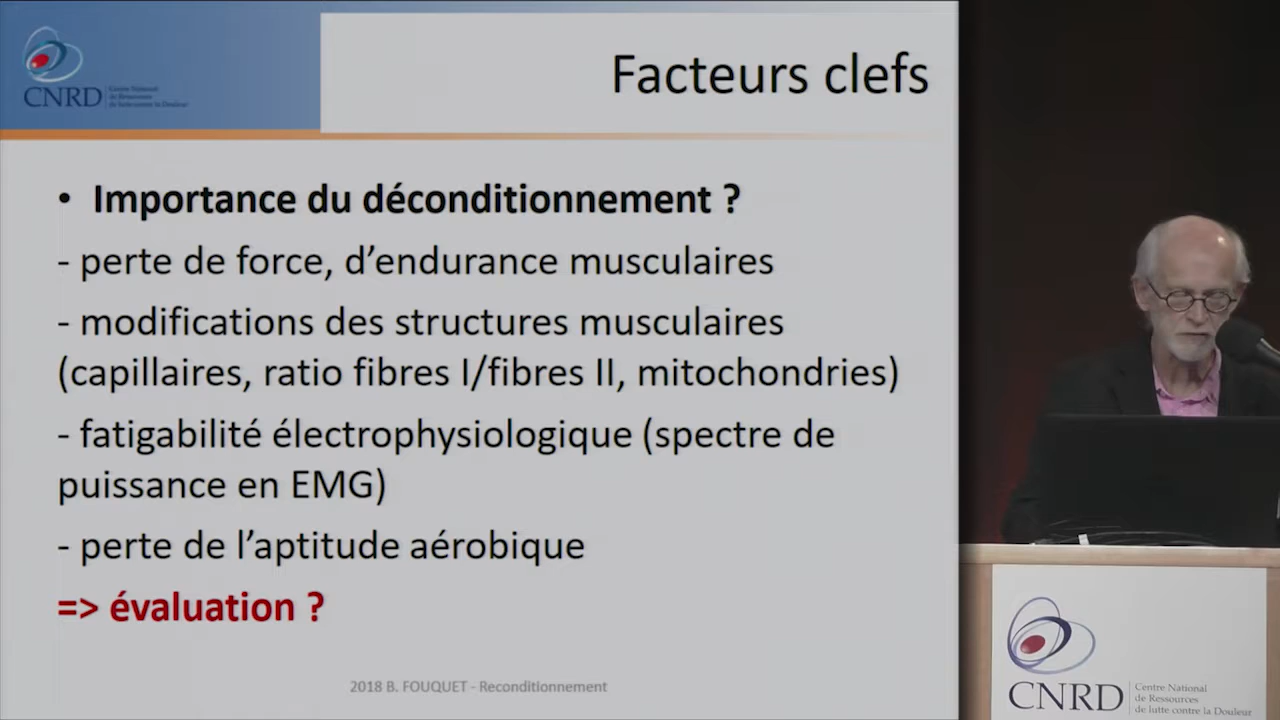 CNRD
Centre National
de Ressources
de lutte contre la Douleur
Facteurs clefs
• Importance du déconditionnement ?
- perte de force, d’endurance musculaires
- modifications des structures musculaires
(capillaires, ratio fibres I/fibres II, mitochondries)
- fatigabilité électrophysiologique (spectre de
puissance en EMG)
- perte de l’aptitude aérobique
=> évaluation ?
2018 B. FOUQUET - Reconditionnement
CNRD
Centre National
de Ressources
de lutte contre la Douleur